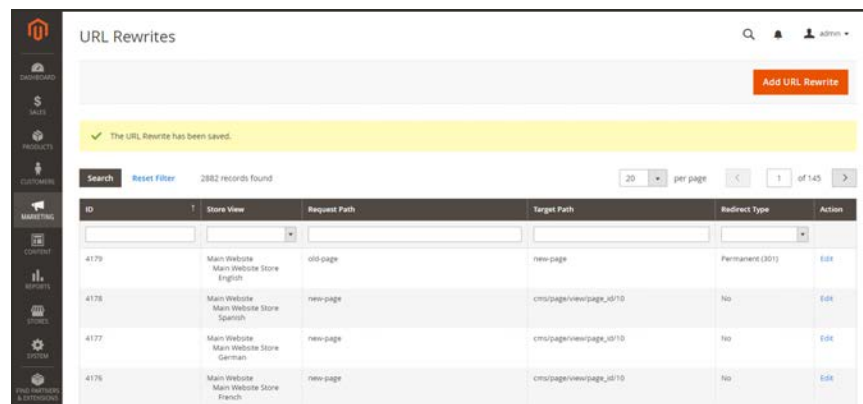 URL Rewrites
admin
DASHBOARD
SALES
PRODUCTS
CUSTOMERS
MARKETING
CONTENT
REPORTS
STORES
SYSTEM
FIND PARTNERS
& EXTENSIONS
Add URL Rewrite
The URL Rewrite has been saved.
Search Reset Filter 2882 records found 20 per page 1 of 145
ID Store View Request Path Target Path Redirect Type Action
4179 Main Website old-page new-page Permanent (301) Edit
Main Website Store
English
4178 Main Website new-page cms/page/view/page_id/10 No Edit
Main Website Store
Spanish
4177 Main Website new-page cms/page/view/page_id/10 No Edit
Main Website Store
German
4176 Main Website new-page cms/page/view/page_id/10 No Edit
Main Website Store
French